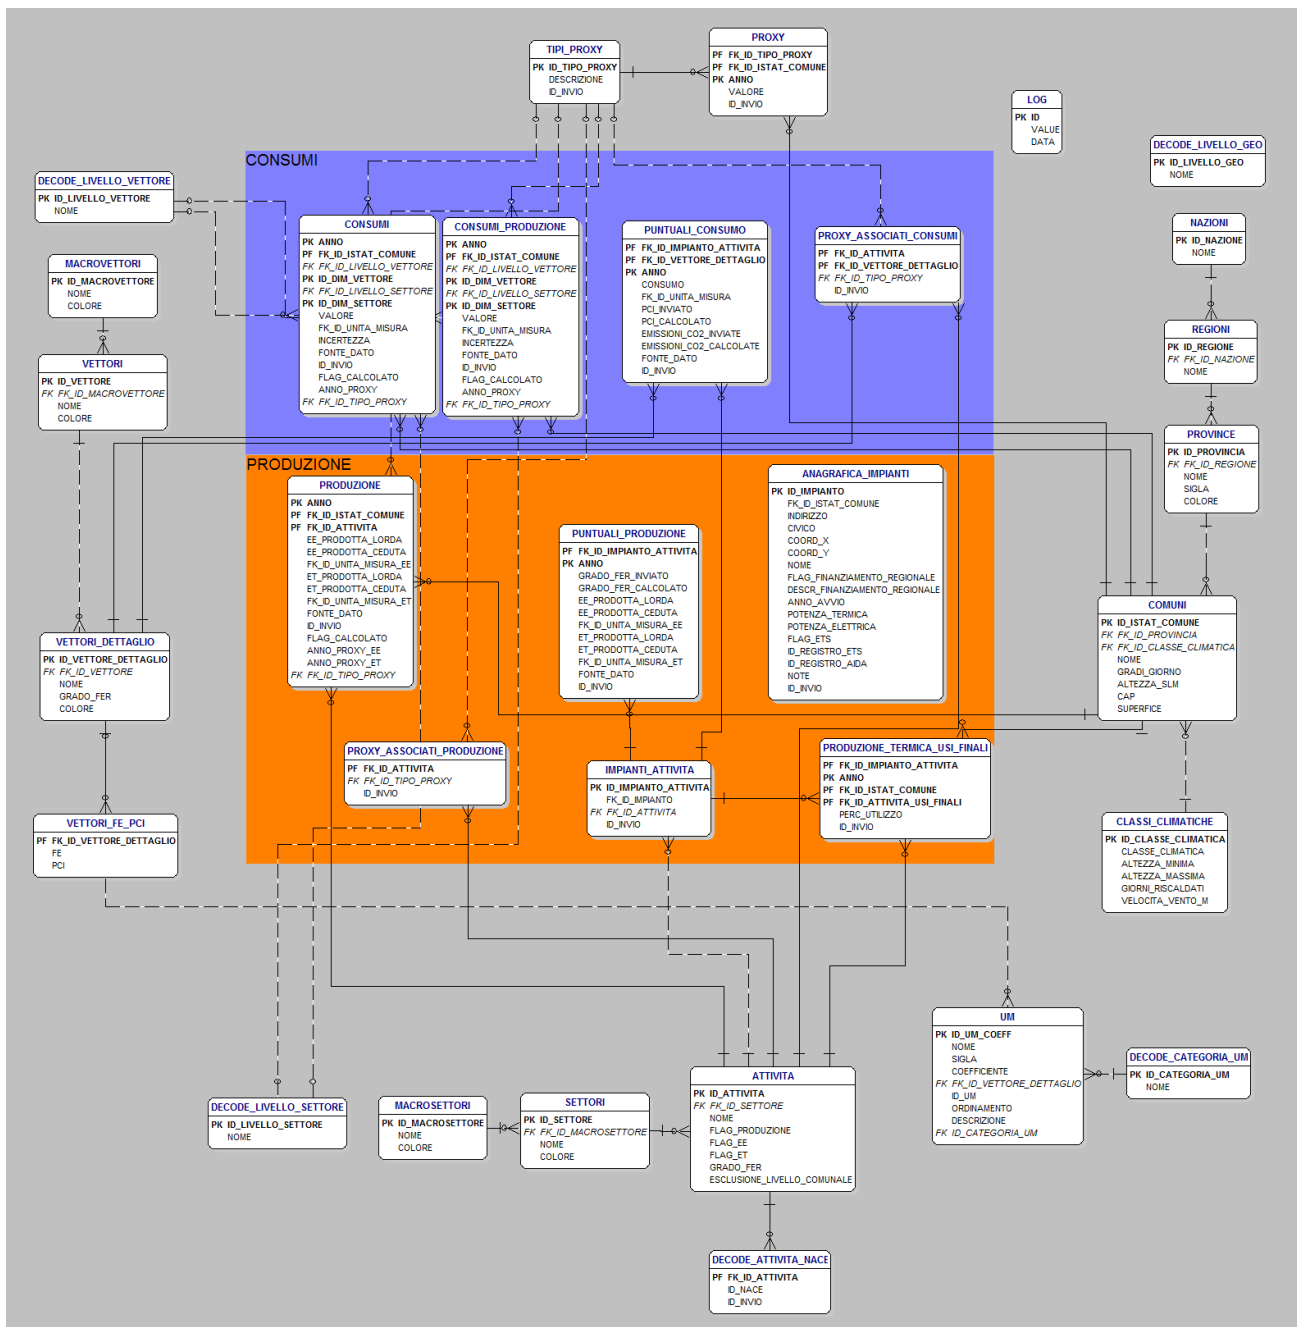 TIPI_PROXY
PK ID_TIPO_PROXY
DESCRIZIONE
ID_INVIO
PROXY
PF FK_ID_TIPO_PROXY
PF FK_ID_ISTAT_COMUNE
PK ANNO
VALORE
ID_INVIO
LOG
PK ID
VALUE
DATA
DECODE_LIVELLO_GEO
PK ID_LIVELLO_GEO
NOME
CONSUMI
DECODE_LIVELLO_VETTORE
PK ID_LIVELLO_VETTORE
NOME
CONSUMI
PK ANNO
PF FK_ID_ISTAT_COMUNE
FK FK_ID_LIVELLO_VETTORE
PK ID_DIM_VETTORE
FK FK_ID_LIVELLO_SETTORE
PK ID_DIM_SETTORE
VALORE
FK_ID_UNITA_MISURA
INCERTEZZA
FONTE_DATO
ID_INVIO
FLAG_CALCOLATO
ANNO_PROXY
FK FK_ID_TIPO_PROXY
CONSUMI_PRODUZIONE
PK ANNO
PF FK_ID_ISTAT_COMUNE
FK FK_ID_LIVELLO_VETTORE
PK ID_DIM_VETTORE
FK FK_ID_LIVELLO_SETTORE
PK ID_DIM_SETTORE
VALORE
FK_ID_UNITA_MISURA
INCERTEZZA
FONTE_DATO
ID_INVIO
FLAG_CALCOLATO
ANNO_PROXY
FK FK_ID_TIPO_PROXY
PUNTUALI_CONSUMO
PF FK_ID_IMPIANTO_ATTIVITA
PF FK_ID_VETTORE_DETTAGLIO
PK ANNO
CONSUMO
FK_ID_UNITA_MISURA
PCI_INVIATO
PCI_CALCOLATO
EMISSIONI_CO2_INVIATE
EMISSIONI_CO2_CALCOLATE
FONTE_DATO
ID_INVIO
PROXY_ASSOCIATI_CONSUMI
PF FK_ID_ATTIVITA
PF FK_ID_VETTORE_DETTAGLIO
FK FK_ID_TIPO_PROXY
ID_INVIO
NAZIONI
PK ID_NAZIONE
NOME
MACROVETTORI
PK ID_MACROVETTORE
NOME
COLORE
REGIONI
PK ID_REGIONE
FK FK_ID_NAZIONE
NOME
VETTORI
PK ID_VETTORE
FK FK_ID_MACROVETTORE
NOME
COLORE
PROVINCE
PK ID_PROVINCIA
FK FK_ID_REGIONE
NOME
SIGLA
COLORE
PRODUZIONE
PRODUZIONE
PK ANNO
PF FK_ID_ISTAT_COMUNE
PF FK_ID_ATTIVITA
EE_PRODOTTA_LORDA
EE_PRODOTTA_CEDUTA
FK_ID_UNITA_MISURA_EE
ET_PRODOTTA_LORDA
ET_PRODOTTA_CEDUTA
FK_ID_UNITA_MISURA_ET
FONTE_DATO
ID_INVIO
FLAG_CALCOLATO
ANNO_PROXY_EE
ANNO_PROXY_ET
FK FK_ID_TIPO_PROXY
PUNTUALI_PRODUZIONE
PF FK_ID_IMPIANTO_ATTIVITA
PK ANNO
GRADO_FER_INVIATO
GRADO_FER_CALCOLATO
EE_PRODOTTA_LORDA
EE_PRODOTTA_CEDUTA
FK_ID_UNITA_MISURA_EE
ET_PRODOTTA_LORDA
ET_PRODOTTA_CEDUTA
FK_ID_UNITA_MISURA_ET
FONTE_DATO
ID_INVIO
ANAGRAFICA_IMPIANTI
PK ID_IMPIANTO
FK_ID_ISTAT_COMUNE
INDIRIZZO
CIVICO
COORD_X
COORD_Y
NOME
FLAG_FINANZIAMENTO_REGIONALE
DESCR_FINANZIAMENTO_REGIONALE
ANNO_AVVIO
POTENZA_TERMICA
POTENZA_ELETTRICA
FLAG_ETS
ID_REGISTRO_ETS
ID_REGISTRO_AIDA
NOTE
ID_INVIO
COMUNI
PK ID_ISTAT_COMUNE
FK FK_ID_PROVINCIA
FK FK_ID_CLASSE_CLIMATICA
NOME
GRADI_GIORNO
ALTEZZA_SLM
CAP
SUPERFICE
VETTORI_DETTAGLIO
PK ID_VETTORE_DETTAGLIO
FK FK_ID_VETTORE
NOME
GRADO_FER
COLORE
PROXY_ASSOCIATI_PRODUZIONE
PF FK_ID_ATTIVITA
FK FK_ID_TIPO_PROXY
ID_INVIO
IMPIANTI_ATTIVITA
PK ID_IMPIANTO_ATTIVITA
FK_ID_IMPIANTO
FK FK_ID_ATTIVITA
ID_INVIO
PRODUZIONE_TERMICA_USI_FINALI
PF FK_ID_IMPIANTO_ATTIVITA
PK ANNO
PF FK_ID_ISTAT_COMUNE
PF FK_ID_ATTIVITA_USI_FINALI
PERC_UTILIZZO
ID_INVIO
VETTORI_FE_PCI
PF FK_ID_VETTORE_DETTAGLIO
FE
PCI
CLASSI_CLIMATICHE
PK ID_CLASSE_CLIMATICA
CLASSE_CLIMATICA
ALTEZZA_MINIMA
ALTEZZA_MASSIMA
GIORNI_RISCALDATI
VELOCITA_VENTO_M
UM
PK ID_UM_COEFF
NOME
SIGLA
COEFFICIENTE
FK FK_ID_VETTORE_DETTAGLIO
ID_UM
ORDINAMENTO
DESCRIZIONE
FK ID_CATEGORIA_UM
DECODE_CATEGORIA_UM
PK ID_CATEGORIA_UM
NOME
DECODE_LIVELLO_SETTORE
PK ID_LIVELLO_SETTORE
NOME
MACROSETTORI
PK ID_MACROSETTORE
NOME
COLORE
SETTORI
PK ID_SETTORE
FK FK_ID_MACROSETTORE
NOME
COLORE
ATTIVITA
PK ID_ATTIVITA
FK FK_ID_SETTORE
NOME
FLAG_PRODUZIONE
FLAG_EE
FLAG_ET
GRADO_FER
ESCLUSIONE_LIVELLO_COMUNALE
DECODE_ATTIVITA_NACE
PF FK_ID_ATTIVITA
ID_NACE
ID_INVIO